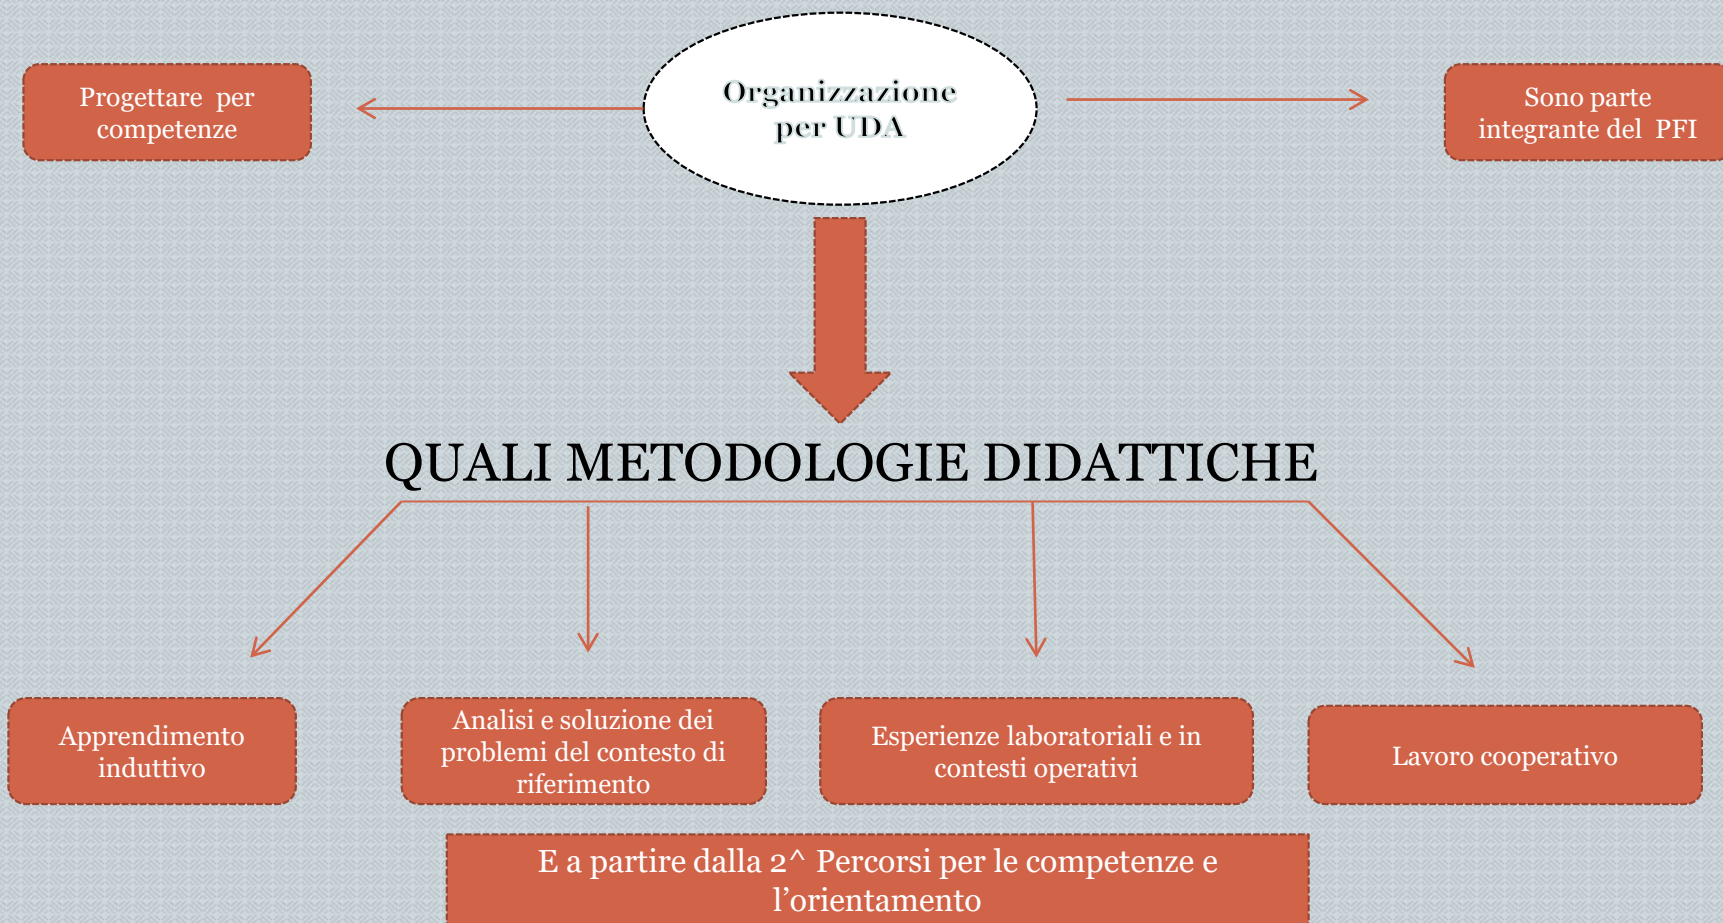 Organizzazione
per UDA
Progettare per
competenze
Sono parte
integrante del PFI
QUALI METODOLOGIE DIDATTICHE
Apprendimento
induttivo
Analisi e soluzione dei
problemi del contesto di
riferimento
Esperienze laboratoriali e in
contesti operativi
Lavoro cooperativo
E a partire dalla 2^ Percorsi per le competenze e
l’orientamento